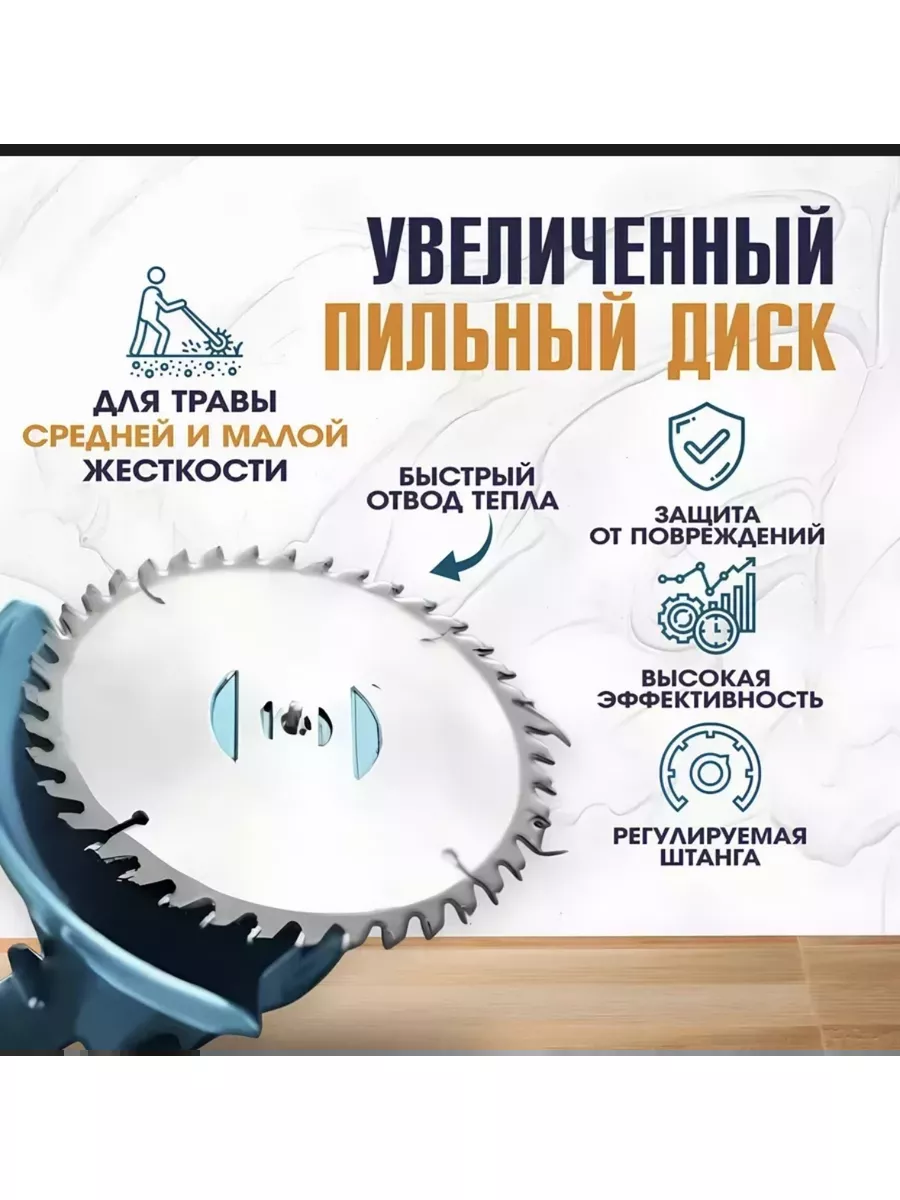 УВЕЛИЧЕННЫЙ
ПИЛЬНЫЙ ДИСК
ДЛЯ ТРАВЫ
СРЕДНЕЙ И МАЛОЙ
ЖЕСТКОСТИ
БЫСТРЫЙ
ОТВОД ТЕПЛА
ЗАЩИТА
ОТ ПОВРЕЖДЕНИЙ
ВЫСОКАЯ
ЭФФЕКТИВНОСТЬ
РЕГУЛИРУЕМАЯ
ШТАНГА